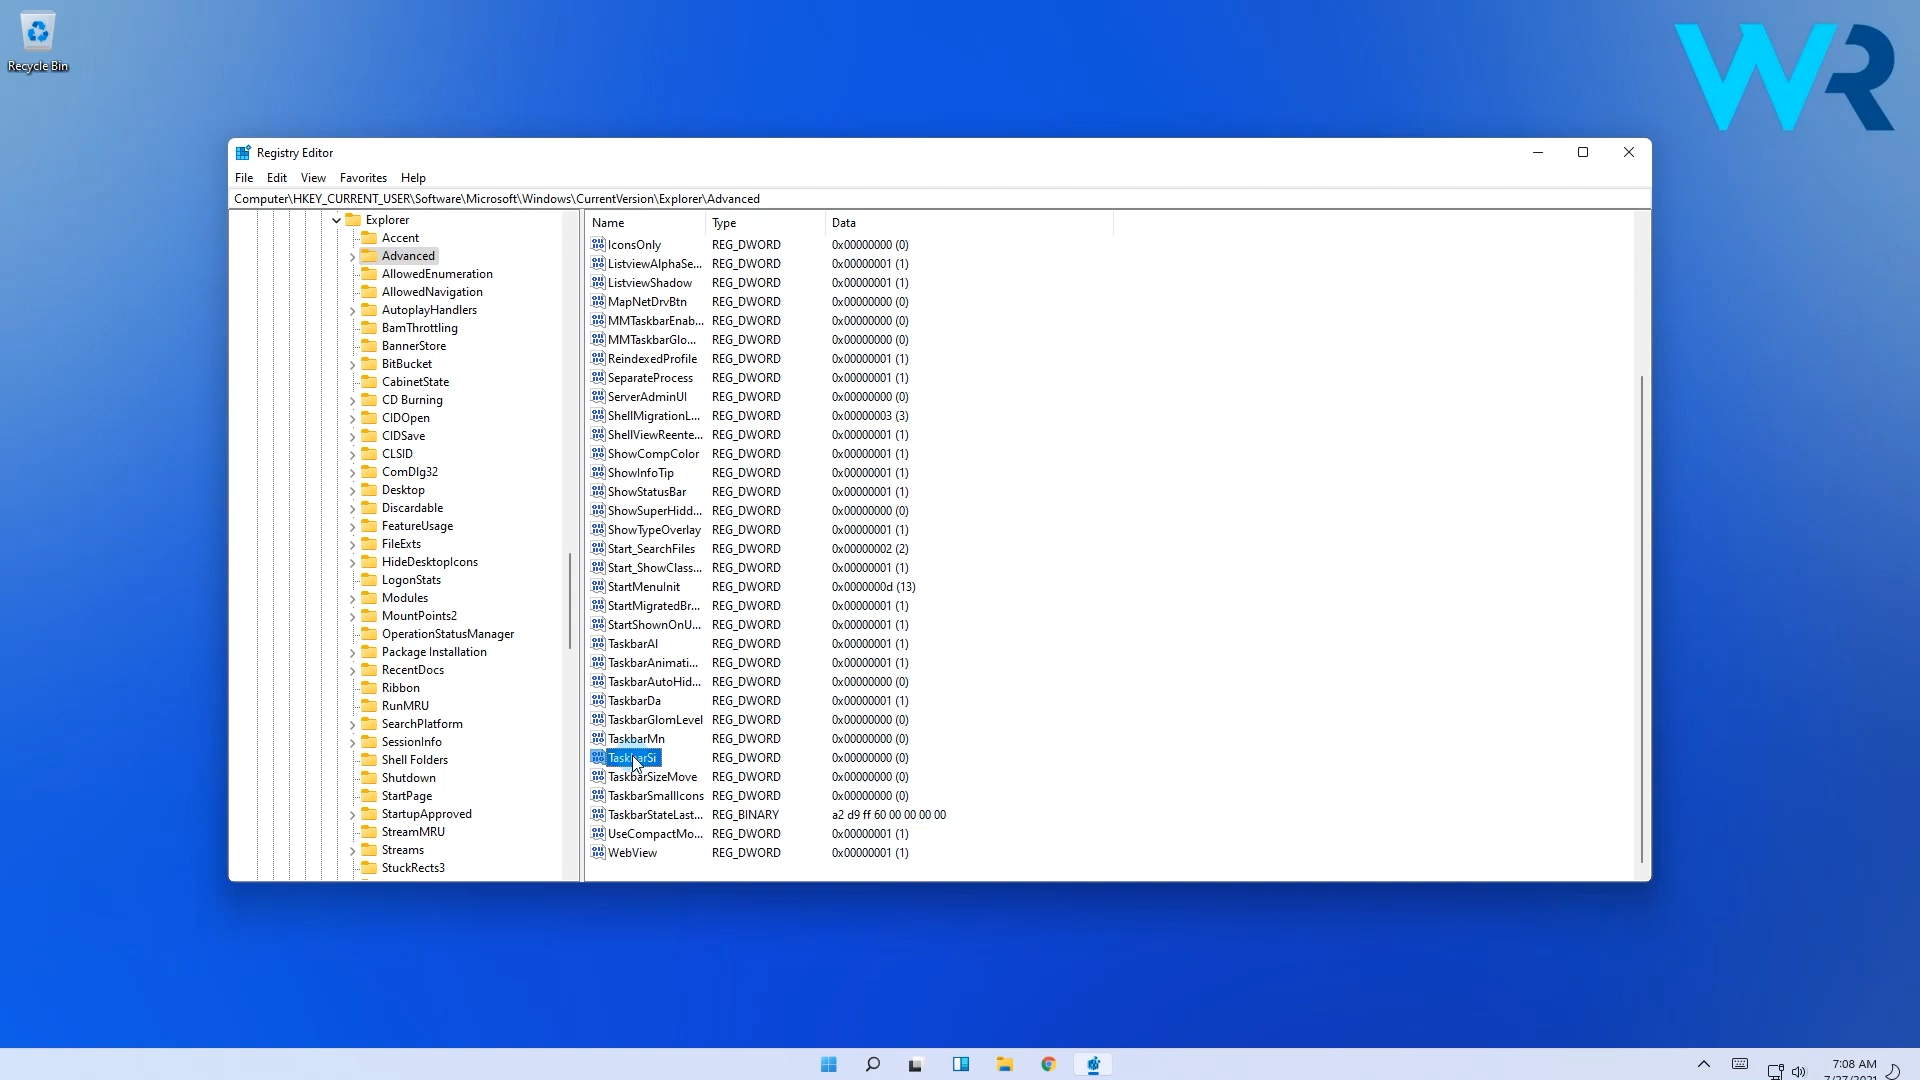 Recycle Bin
WR
Registry Editor
File Edit View Favorites Help
Computer\HKEY_CURRENT_USER\Software\Microsoft\Windows\CurrentVersion\Explorer\Advanced
Explorer
Accent
Advanced
AllowedEnumeration
AllowedNavigation
AutoplayHandlers
BamThrottling
BannerStore
BitBucket
CabinetState
CD Burning
CIDOpen
CIDSave
CLSID
ComDlg32
Desktop
Discardable
FeatureUsage
FileExts
HideDesktopIcons
LogonStats
Modules
MountPoints2
OperationStatusManager
Package Installation
RecentDocs
Ribbon
RunMRU
SearchPlatform
SessionInfo
Shell Folders
Shutdown
StartPage
StartupApproved
StreamMRU
Streams
StuckRects3
Name Type Data
IconsOnly REG_DWORD 0x00000000 (0)
ListviewAlphaSe... REG_DWORD 0x00000001 (1)
ListviewShadow REG_DWORD 0x00000001 (1)
MapNetDrvBtn REG_DWORD 0x00000000 (0)
MMTaskbarEnab... REG_DWORD 0x00000000 (0)
MMTaskbarGlo... REG_DWORD 0x00000000 (0)
ReindexedProfile REG_DWORD 0x00000001 (1)
SeparateProcess REG_DWORD 0x00000001 (1)
ServerAdminUI REG_DWORD 0x00000000 (0)
ShellMigrationL... REG_DWORD 0x00000003 (3)
ShellViewReente... REG_DWORD 0x00000001 (1)
ShowCompColor REG_DWORD 0x00000001 (1)
ShowInfoTip REG_DWORD 0x00000001 (1)
ShowStatusBar REG_DWORD 0x00000001 (1)
ShowSuperHidd... REG_DWORD 0x00000000 (0)
ShowTypeOverlay REG_DWORD 0x00000001 (1)
Start_SearchFiles REG_DWORD 0x00000002 (2)
Start_ShowClass... REG_DWORD 0x00000001 (1)
StartMenuInit REG_DWORD 0x0000000d (13)
StartMigratedBr... REG_DWORD 0x00000001 (1)
StartShownOnU... REG_DWORD 0x00000001 (1)
TaskbarAl REG_DWORD 0x00000001 (1)
TaskbarAnimati... REG_DWORD 0x00000001 (1)
TaskbarAutoHid... REG_DWORD 0x00000000 (0)
TaskbarDa REG_DWORD 0x00000001 (1)
TaskbarGlomLevel REG_DWORD 0x00000000 (0)
TaskbarMn REG_DWORD 0x00000000 (0)
TaskbarSi REG_DWORD 0x00000000 (0)
TaskbarSizeMove REG_DWORD 0x00000000 (0)
TaskbarSmallIcons REG_DWORD 0x00000000 (0)
TaskbarStateLast... REG_BINARY a2 d9 ff 60 00 00 00 00
UseCompactMo... REG_DWORD 0x00000001 (1)
WebView REG_DWORD 0x00000001 (1)
7:08 AM
7/27/2021